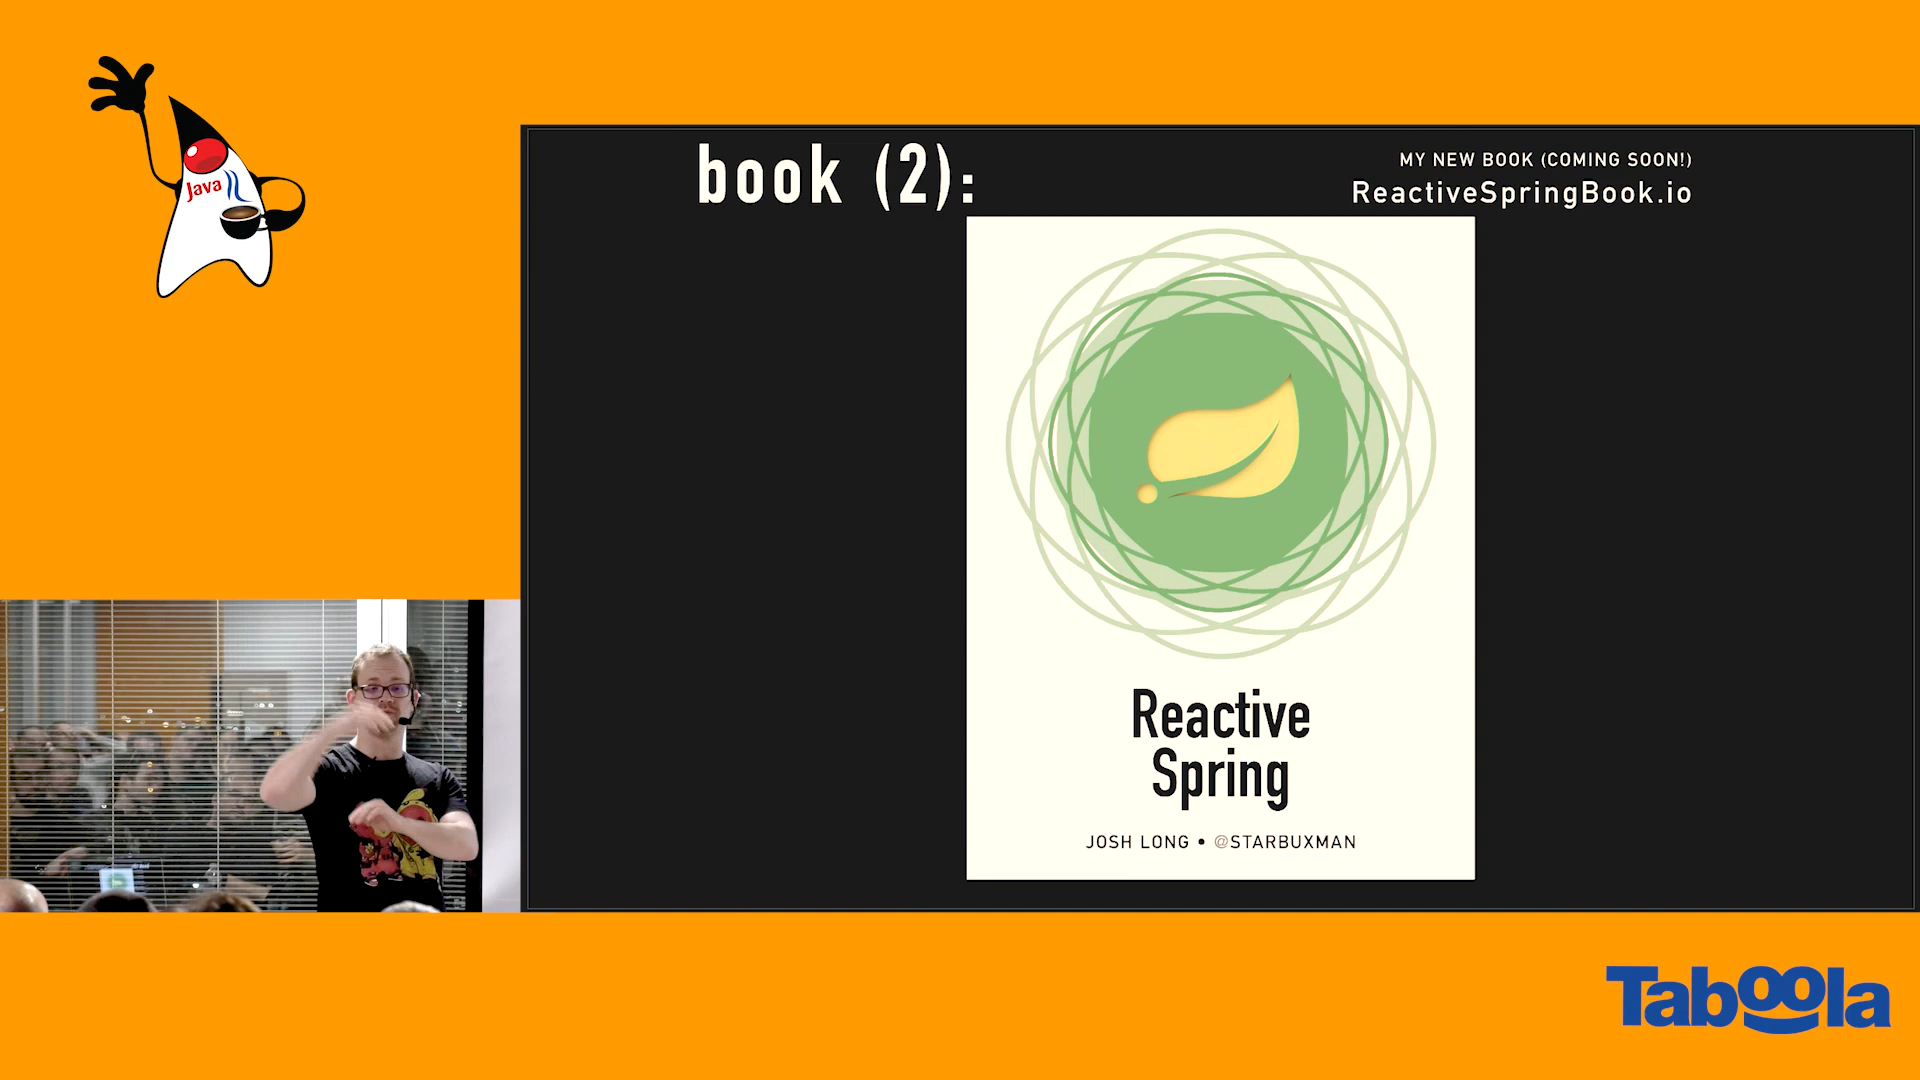 Java
book (2):
MY NEW BOOK (COMING SOON!)
ReactiveSpringBook.io
Reactive
Spring
JOSH LONG • @STARBUXMAN
Taboola